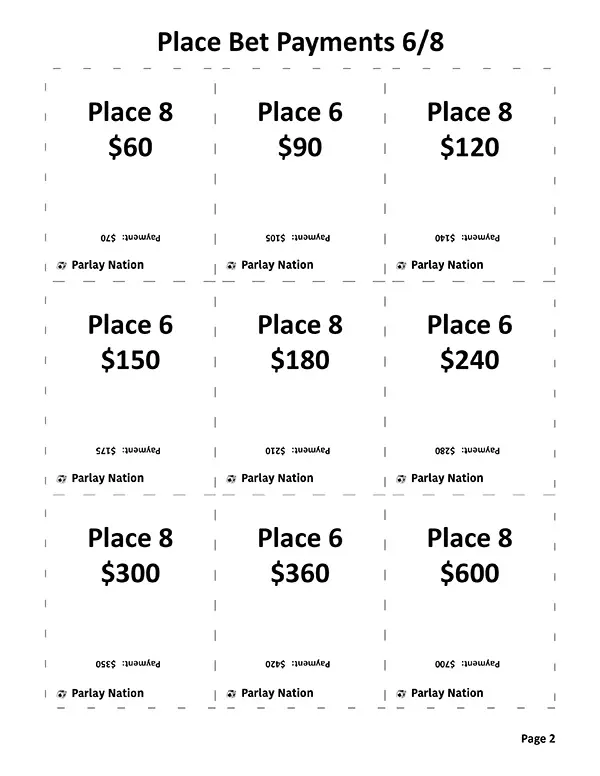 Place Bet Payments 6/8
Place 8
$60
Payment: $70
Parlay Nation
Place 6
$90
Payment: $105
Parlay Nation
Place 8
$120
Payment: $140
Parlay Nation
Place 6
$150
Payment: $175
Parlay Nation
Place 8
$180
Payment: $210
Parlay Nation
Place 6
$240
Payment: $280
Parlay Nation
Place 8
$300
Payment: $350
Parlay Nation
Place 6
$360
Payment: $420
Parlay Nation
Place 8
$600
Payment: $700
Parlay Nation
Page 2